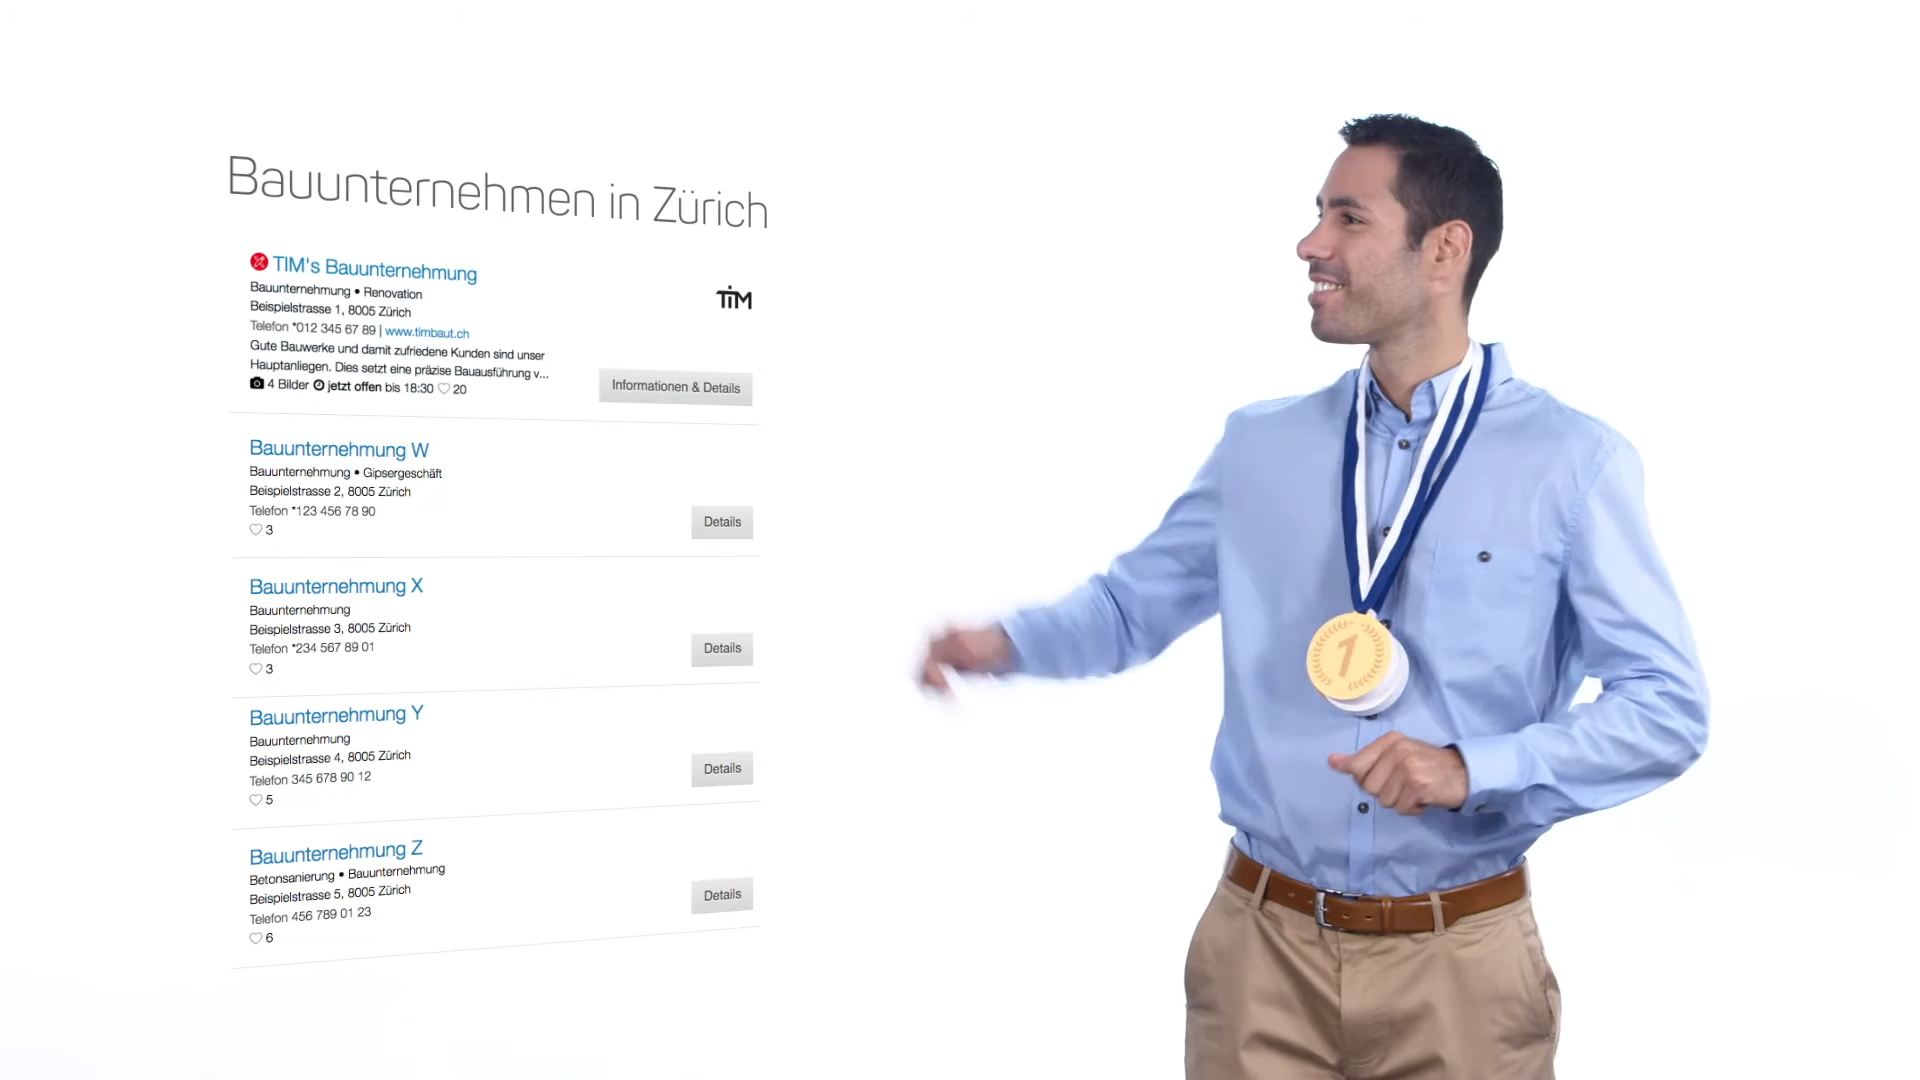 Bauunternehmen in Zürich
TIM's Bauunternehmung
Bauunternehmung • Renovation
Beispielstrasse 1, 8005 Zürich
Telefon *012 345 67 89 | www.timbaut.ch
Gute Bauwerke und damit zufriedene Kunden sind unser
Hauptanliegen. Dies setzt eine präzise Bauausführung v...
4 Bilder jetzt offen bis 18:30 20
TiM
Informationen & Details
Bauunternehmung W
Bauunternehmung • Gipsergeschäft
Beispielstrasse 2, 8005 Zürich
Telefon *123 456 78 90
3
Details
Bauunternehmung X
Bauunternehmung
Beispielstrasse 3, 8005 Zürich
Telefon *234 567 89 01
3
Details
Bauunternehmung Y
Bauunternehmung
Beispielstrasse 4, 8005 Zürich
Telefon 345 678 90 12
5
Details
Bauunternehmung Z
Betonsanierung • Bauunternehmung
Beispielstrasse 5, 8005 Zürich
Telefon 456 789 01 23
6
Details
1